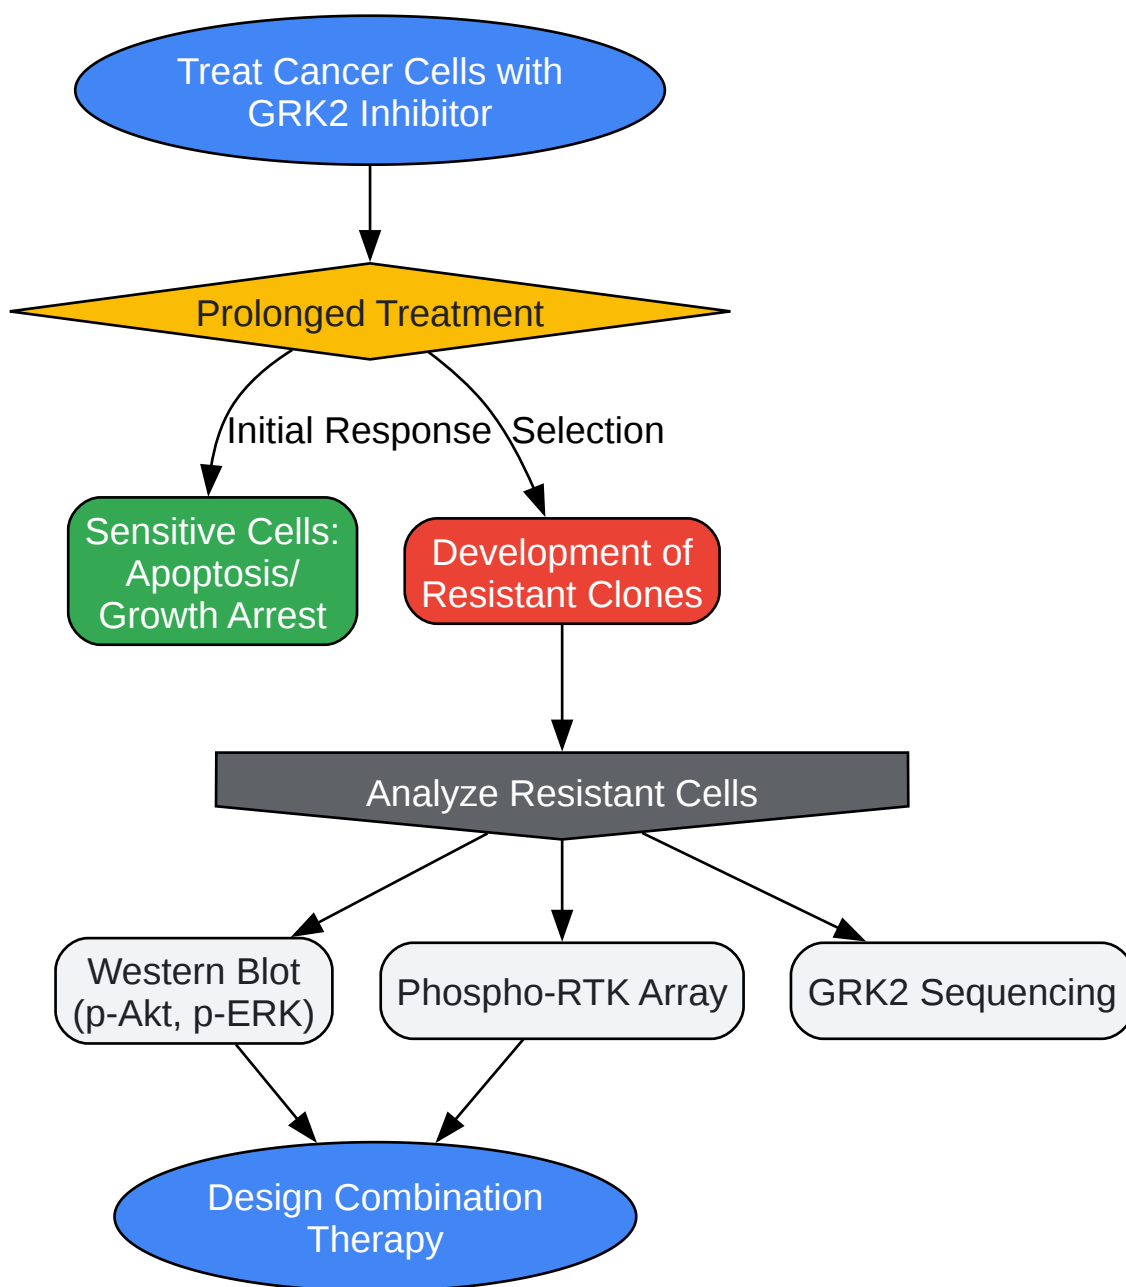 Treat Cancer Cells with
GRK2 Inhibitor
Prolonged Treatment
Initial Response
Selection
Sensitive Cells:
Apoptosis/
Growth Arrest
Development of
Resistant Clones
Analyze Resistant Cells
Western Blot
(p-Akt, p-ERK)
Phospho-RTK Array
GRK2 Sequencing
Design Combination
Therapy